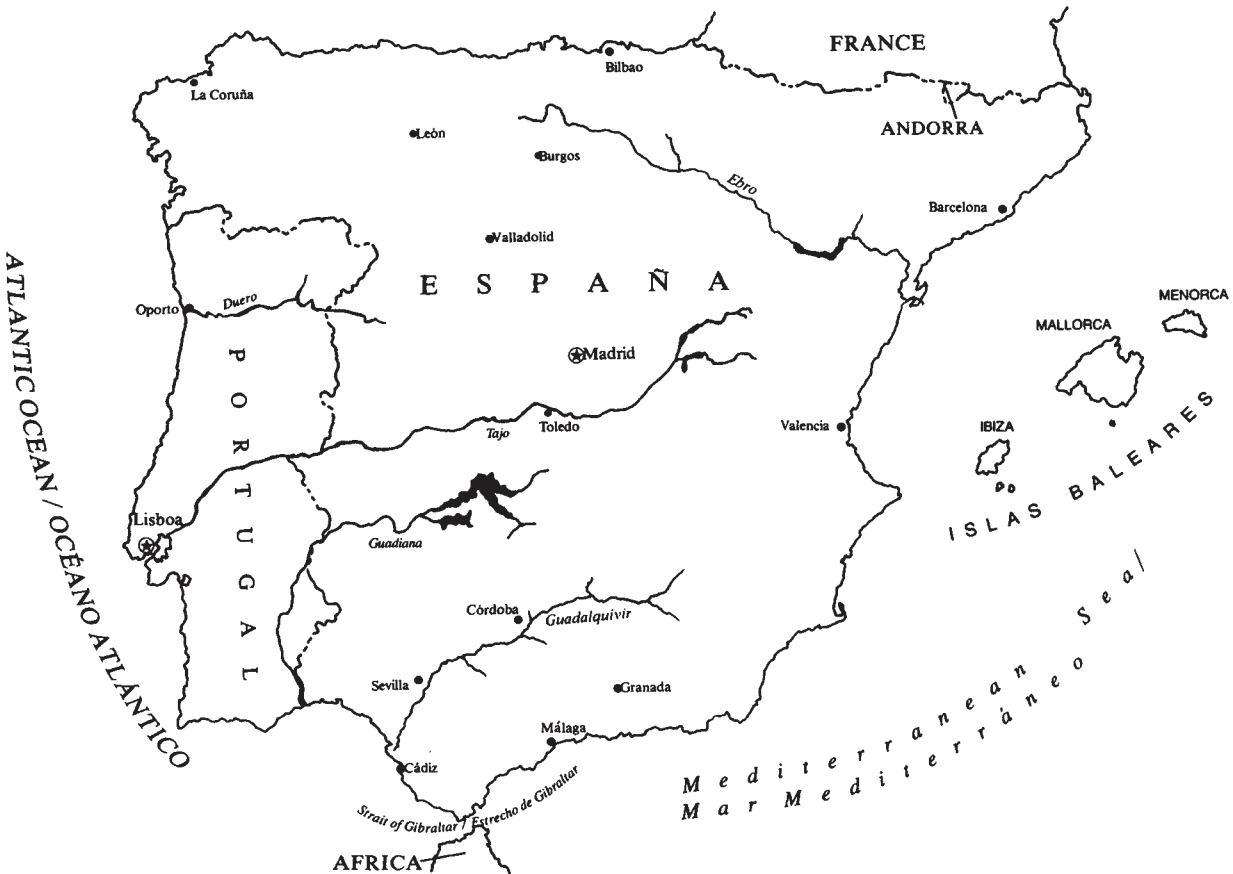 FRANCE
Bilbao
La Coruña
ANDORRA
León
Burgos
Ebro
Barcelona
Valladolid
ESPAÑA
MENORCA
Oporto
Duero
MALLORCA
Madrid
PORTUGAL
Tajo
Toledo
Valencia
IBIZA
ISLAS BALEARES
ATLANTIC OCEAN / OCÉANO ATLÁNTICO
Lisboa
Guadiana
Córdoba
Guadalquivir
Sevilla
Granada
Málaga
Mediterranean Sea/
Mar Mediterráneo
Cádiz
Strait of Gibraltar / Estrecho de Gibraltar
AFRICA